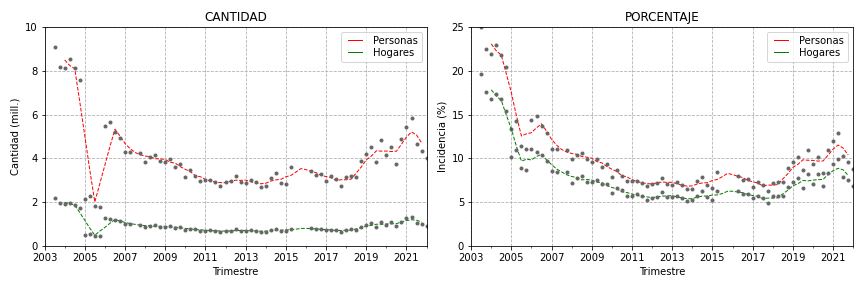 CANTIDAD
Cantidad (mill.)
10
8
6
4
2
0
Personas
Hogares
2003 2005 2007 2009 2011 2013 2015 2017 2019 2021
Trimestre
PORCENTAJE
Incidencia (%)
25
20
15
10
5
0
Personas
Hogares
2003 2005 2007 2009 2011 2013 2015 2017 2019 2021
Trimestre